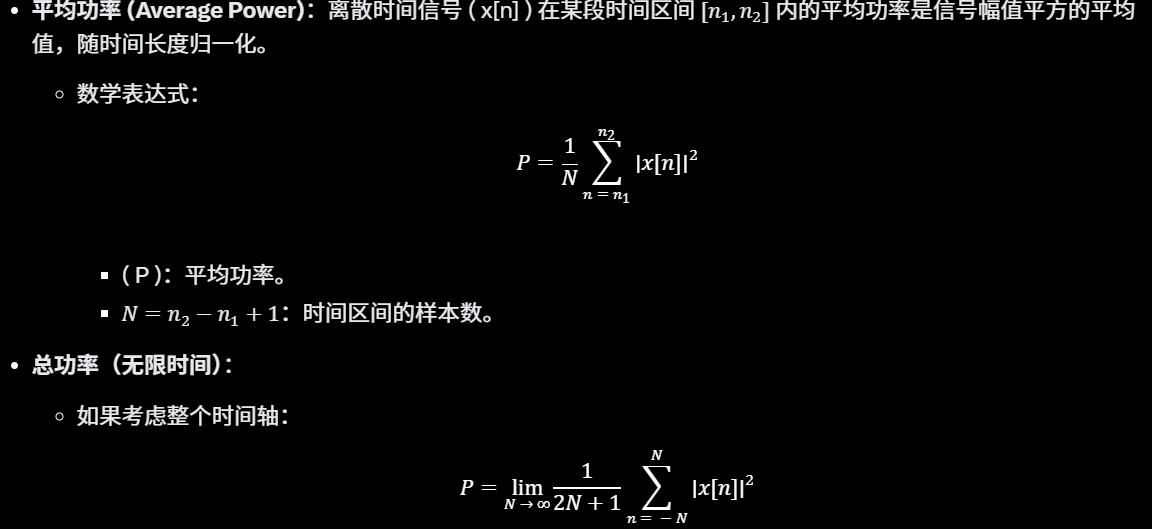 • 平均功率 (Average Power)：离散时间信号 ( x[n] ) 在某段时间区间 $[n_1, n_2]$ 内的平均功率是信号幅值平方的平均
值，随时间长度归一化。
◦ 数学表达式：
$P = \frac{1}{N} \sum_{n=n_1}^{n_2} |x[n]|^2$
▪ ( P )：平均功率。
▪ $N = n_2 - n_1 + 1$：时间区间的样本数。
• 总功率（无限时间）：
◦ 如果考虑整个时间轴：
$P = \lim_{N \to \infty} \frac{1}{2N+1} \sum_{n=-N}^{N} |x[n]|^2$